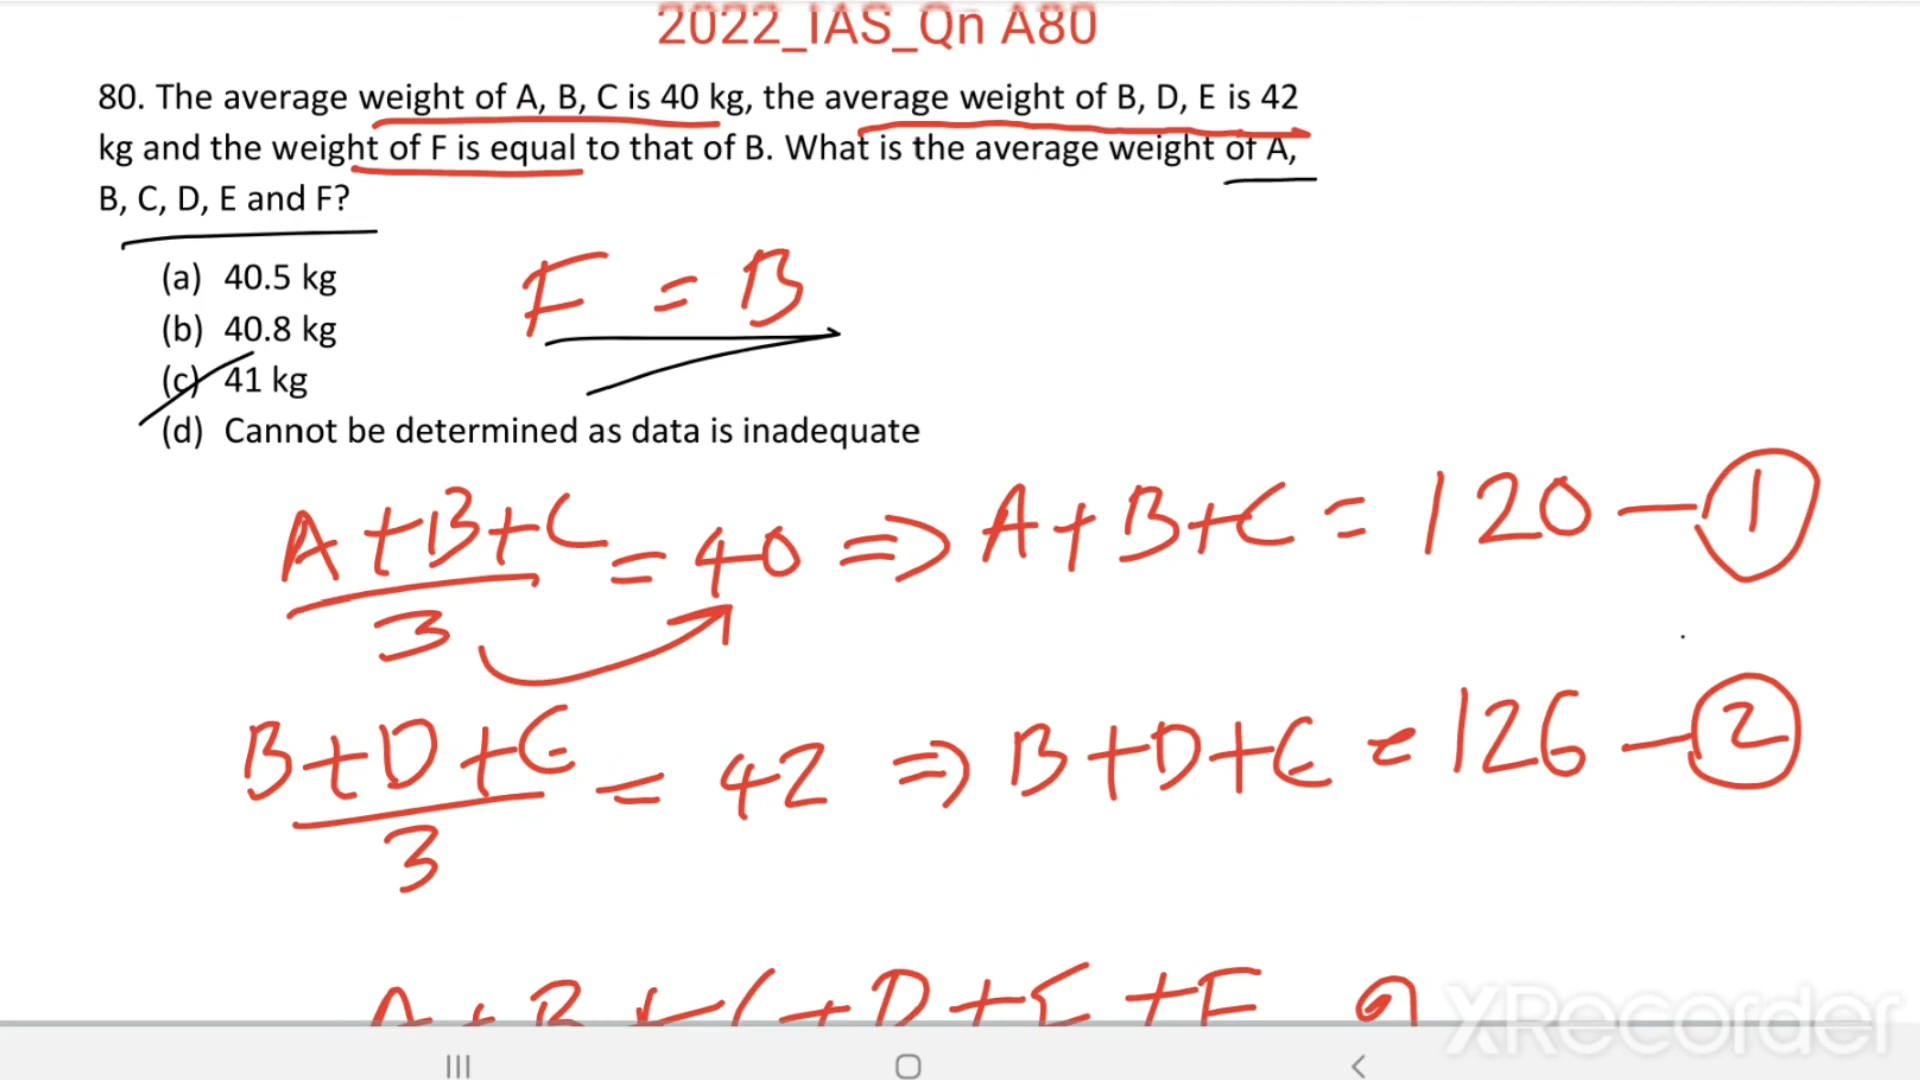 2022_IAS_Qn A80
80. The average weight of A, B, C is 40 kg, the average weight of B, D, E is 42
kg and the weight of F is equal to that of B. What is the average weight of A,
B, C, D, E and F?
(a) 40.5 kg
(b) 40.8 kg
(c) 41 kg
(d) Cannot be determined as data is inadequate
F = B
A+B+C
3
= 40 => A+B+C = 120 - 1
B+D+E
3
= 42 => B+D+E = 126 - 2
A + B + C + D + E + F
XRecorder